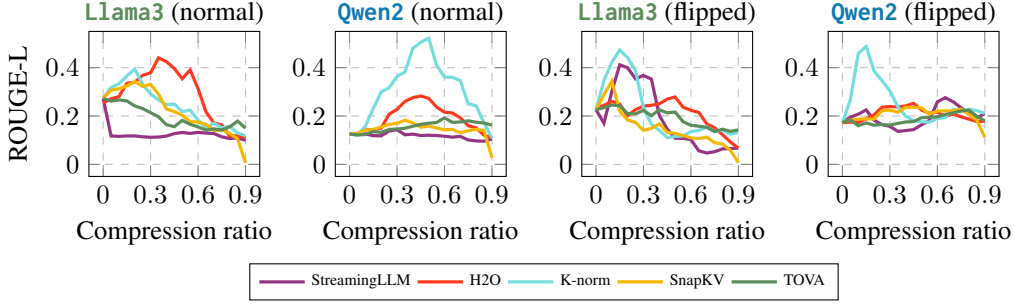 Llama3 (normal)
Qwen2 (normal)
Llama3 (flipped)
Qwen2 (flipped)
ROUGE-L
0.4
0.2
0
0 0.3 0.6 0.9
Compression ratio
0.4
0.2
0
0 0.3 0.6 0.9
Compression ratio
0.4
0.2
0
0 0.3 0.6 0.9
Compression ratio
0.4
0.2
0
0 0.3 0.6 0.9
Compression ratio
StreamingLLM H2O K-norm SnapKV TOVA